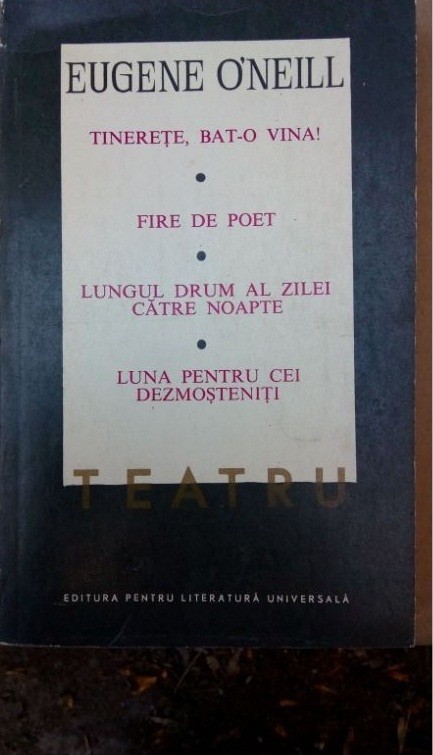 EUGENE O'NEILL
TINEREȚE, BAT-O VINA!
FIRE DE POET
LUNGUL DRUM AL ZILEI
CĂTRE NOAPTE
LUNA PENTRU CEI
DEZMOȘTENIȚI
TEATRU
EDITURA PENTRU LITERATURĂ UNIVERSALĂ